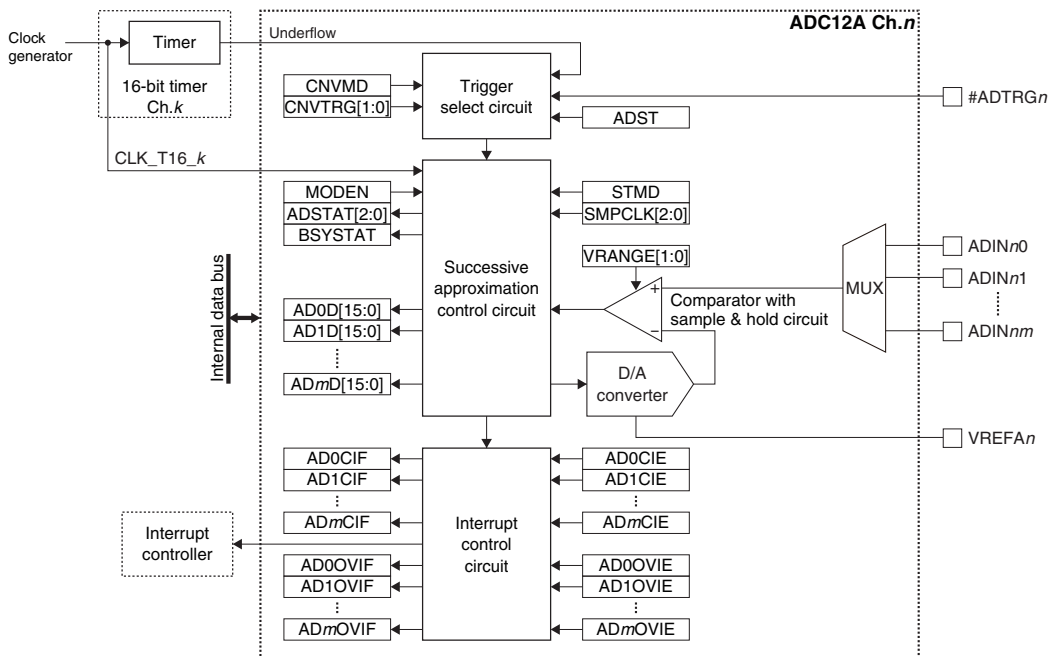 ADC12A Ch.n
Clock
generator
Timer
Underflow
16-bit timer
Ch.k
CLK_T16_k
CNVMD
CNVTRG[1:0]
Trigger
select circuit
#ADTRGn
ADST
MODEN
ADSTAT[2:0]
BSYSTAT
STMD
SMPCLK[2:0]
VRANGE[1:0]
Successive
approximation
control circuit
+
−
Comparator with
sample & hold circuit
MUX
ADINn0
ADINn1
ADINnm
Internal data bus
AD0D[15:0]
AD1D[15:0]
ADmD[15:0]
D/A
converter
VREFAn
AD0CIF
AD1CIF
ADmCIF
AD0OVIF
AD1OVIF
ADmOVIF
Interrupt
control
circuit
AD0CIE
AD1CIE
ADmCIE
AD0OVIE
AD1OVIE
ADmOVIE
Interrupt
controller